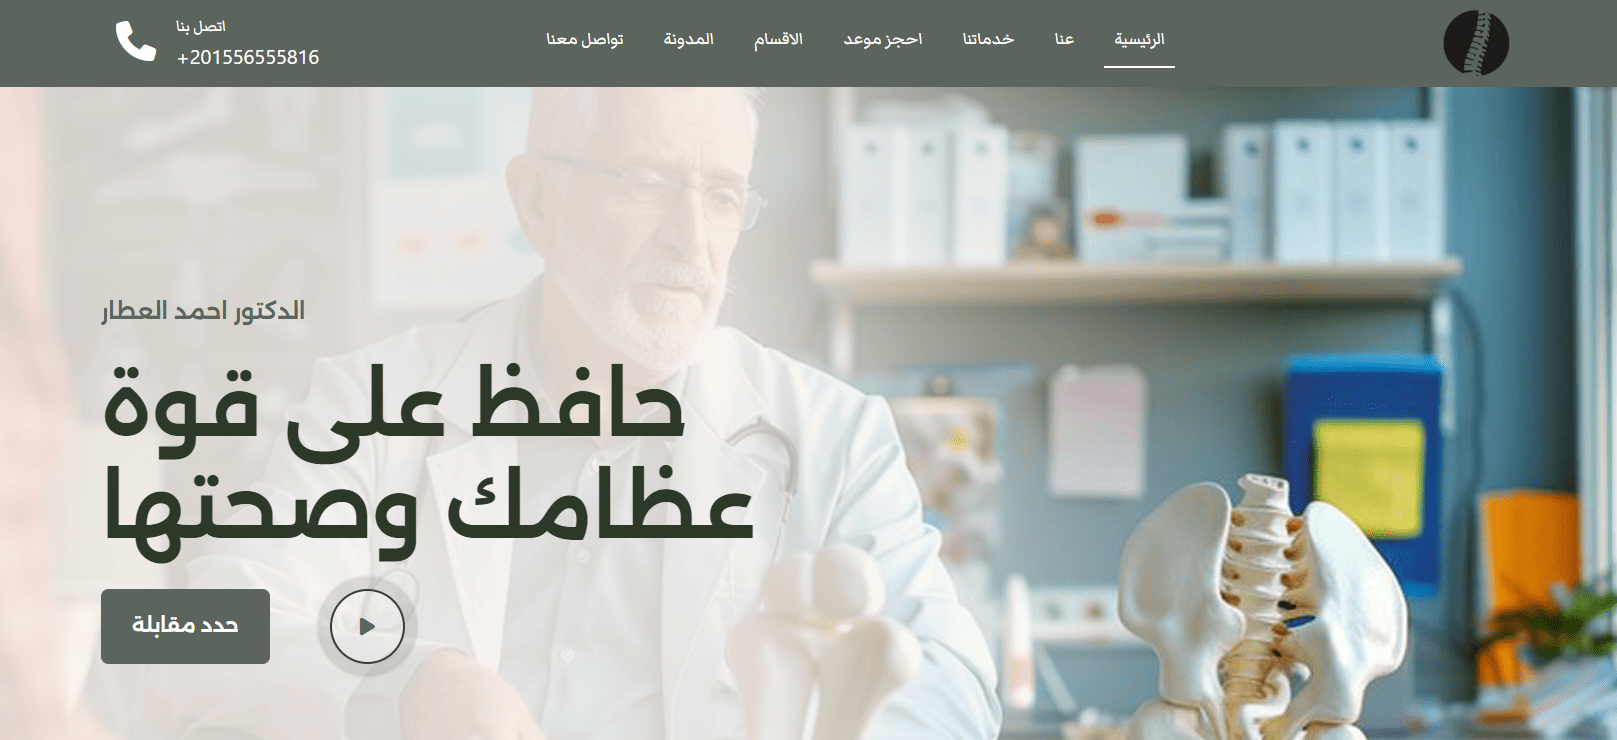 الرئيسية
عنا
خدماتنا
احجز موعد
الاقسام
المدونة
تواصل معنا
اتصل بنا
+201556555816
الدكتور احمد العطار
حافظ على قوة
عظامك وصحتها
حدد مقابلة